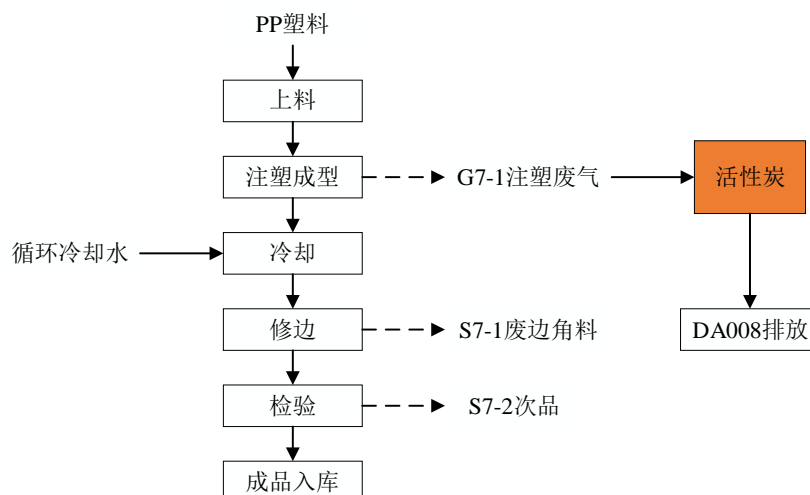 PP塑料
上料
注塑成型
G7-1注塑废气
活性炭
循环冷却水
冷却
修边
S7-1废边角料
DA008排放
检验
S7-2次品
成品入库